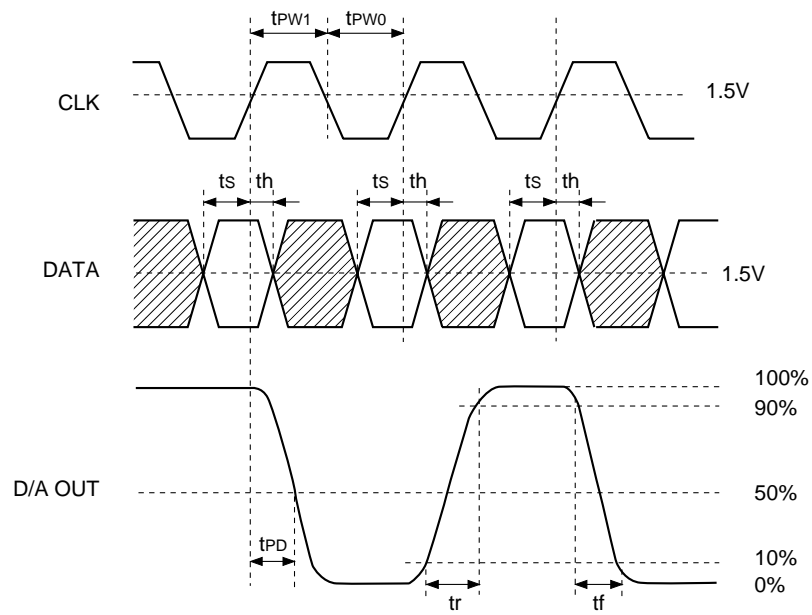 tPW1 tPW0
CLK 1.5V
tS th tS th tS th
DATA 1.5V
100%
90%
D/A OUT 50%
tPD 10%
0%
tr tf